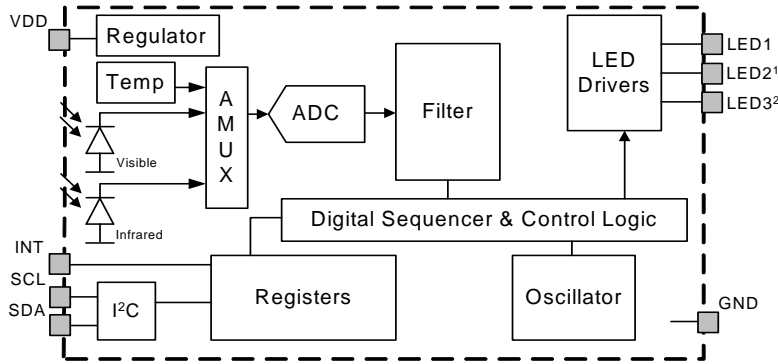 VDD
Regulator
Temp
AMUX
ADC
Filter
LED
Drivers
LED1
LED2¹
LED3²
Visible
Infrared
Digital Sequencer & Control Logic
INT
SCL
SDA
I²C
Registers
Oscillator
GND